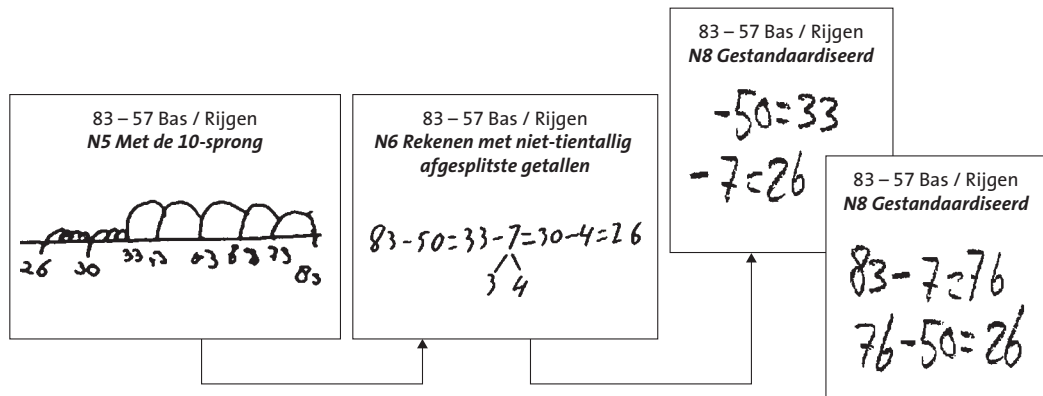 83 – 57 Bas / Rijgen
N5 Met de 10-sprong
26 30 33 43 53 63 73 83
83 – 57 Bas / Rijgen
N6 Rekenen met niet-tientallig
afgesplitste getallen
83-50=33-7=30-4=26
3 4
83 – 57 Bas / Rijgen
N8 Gestandaardiseerd
-50=33
-7=26
83 – 57 Bas / Rijgen
N8 Gestandaardiseerd
83-7=76
76-50=26